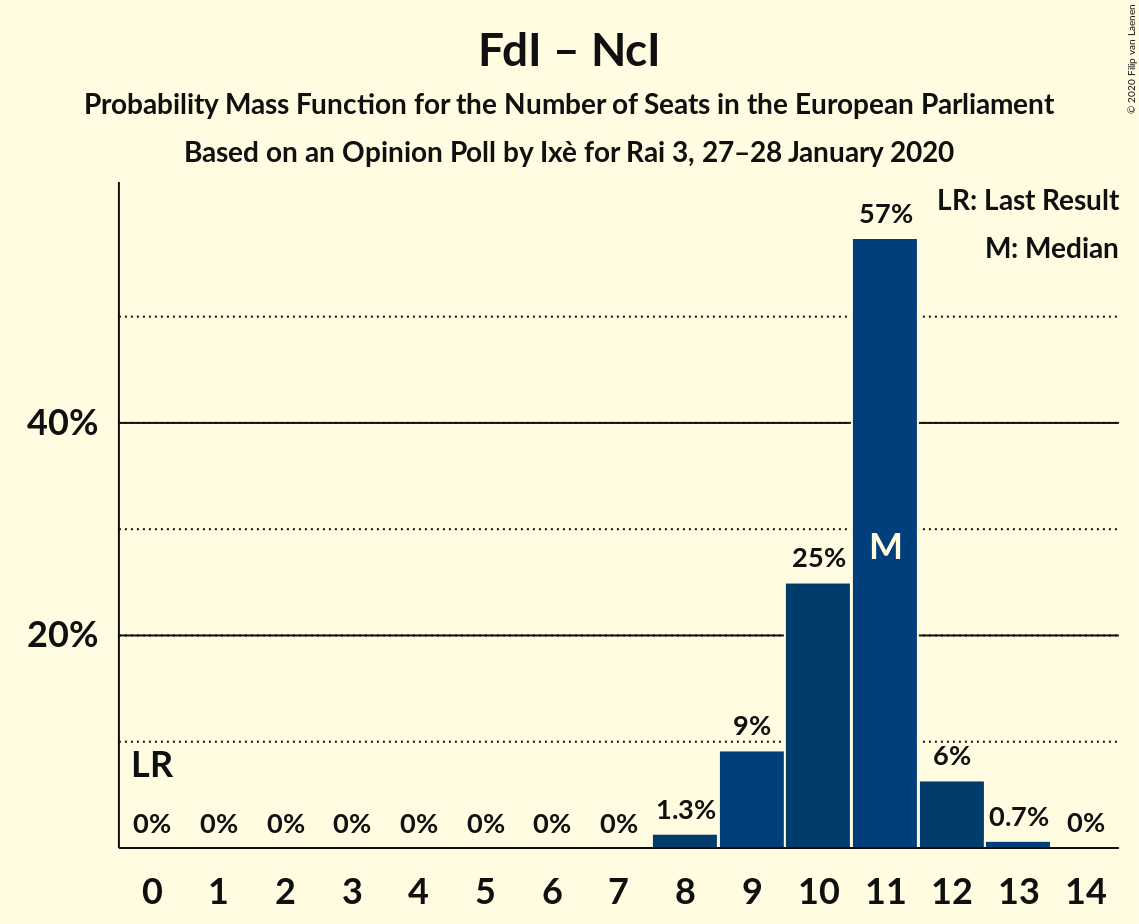 FdI – NcI
Probability Mass Function for the Number of Seats in the European Parliament
Based on an Opinion Poll by Ixè for Rai 3, 27–28 January 2020
© 2020 Filip van Laenen
LR: Last Result
M: Median
57%
40%
M
25%
20%
9%
LR
6%
0% 0% 0% 0% 0% 0% 0% 0% 1.3% 0.7% 0%
0 1 2 3 4 5 6 7 8 9 10 11 12 13 14